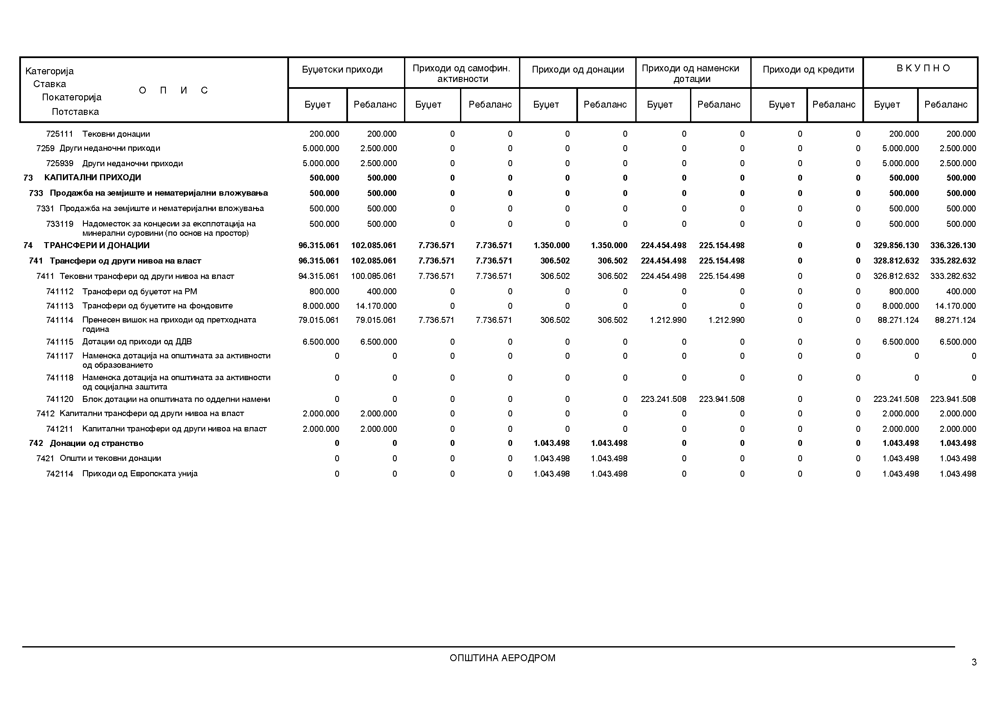 Категорија
Ставка
Покатегорија
Потставка
О П И С
Буџетски приходи
Приходи од самофин. активности
Приходи од донации
Приходи од наменски дотации
Приходи од кредити
В К У П Н О
Буџет Ребаланс Буџет Ребаланс Буџет Ребаланс Буџет Ребаланс Буџет Ребаланс Буџет Ребаланс
725111 Тековни донации 200.000 200.000 0 0 0 0 0 0 0 0 200.000 200.000
7259 Други неданочни приходи 5.000.000 2.500.000 0 0 0 0 0 0 0 0 5.000.000 2.500.000
725939 Други неданочни приходи 5.000.000 2.500.000 0 0 0 0 0 0 0 0 5.000.000 2.500.000
73 КАПИТАЛНИ ПРИХОДИ 500.000 500.000 0 0 0 0 0 0 0 0 500.000 500.000
733 Продажба на земјиште и нематеријални вложувања 500.000 500.000 0 0 0 0 0 0 0 0 500.000 500.000
7331 Продажба на земјиште и нематеријални вложувања 500.000 500.000 0 0 0 0 0 0 0 0 500.000 500.000
733119 Надоместок за концесии за експлотација на 500.000 500.000 0 0 0 0 0 0 0 0 500.000 500.000
минерални суровини (по основ на простор)
74 ТРАНСФЕРИ И ДОНАЦИИ 96.315.061 102.085.061 7.736.571 7.736.571 1.350.000 1.350.000 224.454.498 225.154.498 0 0 329.856.130 336.326.130
741 Трансфери од други нивоа на власт 96.315.061 102.085.061 7.736.571 7.736.571 306.502 306.502 224.454.498 225.154.498 0 0 328.812.632 335.282.632
7411 Тековни трансфери од други нивоа на власт 94.315.061 100.085.061 7.736.571 7.736.571 306.502 306.502 224.454.498 225.154.498 0 0 326.812.632 333.282.632
741112 Трансфери од буџетот на РМ 800.000 400.000 0 0 0 0 0 0 0 0 800.000 400.000
741113 Трансфери од буџетите на фондовите 8.000.000 14.170.000 0 0 0 0 0 0 0 0 8.000.000 14.170.000
741114 Пренесен вишок на приходи од претходната 79.015.061 79.015.061 7.736.571 7.736.571 306.502 306.502 1.212.990 1.212.990 0 0 88.271.124 88.271.124
година
741115 Дотации од приходи од ДДВ 6.500.000 6.500.000 0 0 0 0 0 0 0 0 6.500.000 6.500.000
741117 Наменска дотација на општината за активности 0 0 0 0 0 0 0 0 0 0 0 0
од образованието
741118 Наменска дотација на општината за активности 0 0 0 0 0 0 0 0 0 0 0 0
од социјална заштита
741120 Блок дотации на општината по одделни намени 0 0 0 0 0 0 223.241.508 223.941.508 0 0 223.241.508 223.941.508
7412 Капитални трансфери од други нивоа на власт 2.000.000 2.000.000 0 0 0 0 0 0 0 0 2.000.000 2.000.000
741211 Капитални трансфери од други нивоа на власт 2.000.000 2.000.000 0 0 0 0 0 0 0 0 2.000.000 2.000.000
742 Донации од странство 0 0 0 0 1.043.498 1.043.498 0 0 0 0 1.043.498 1.043.498
7421 Општи и тековни донации 0 0 0 0 1.043.498 1.043.498 0 0 0 0 1.043.498 1.043.498
742114 Приходи од Европската унија 0 0 0 0 1.043.498 1.043.498 0 0 0 0 1.043.498 1.043.498
ОПШТИНА АЕРОДРОМ
3